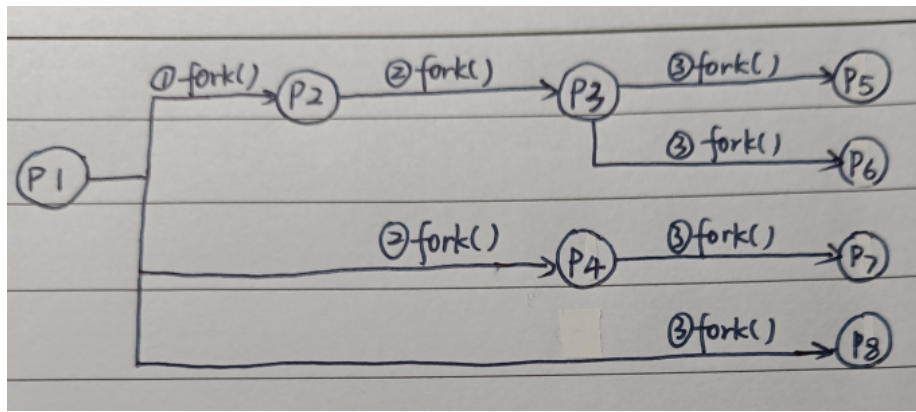 ①fork() P2 ②fork() P3 ③fork() P5
P1 ③fork() P6
②fork() P4 ③fork() P7
③fork() P8